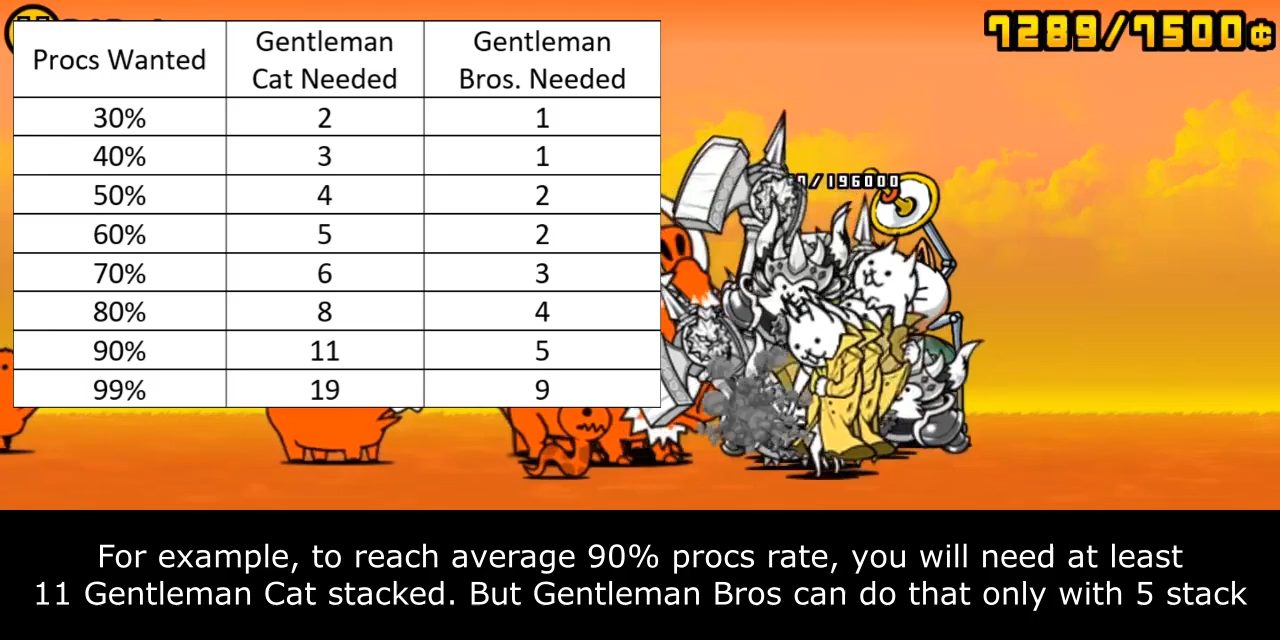 7289/7500¢
Procs Wanted Gentleman Cat Needed Gentleman Bros. Needed
30% 2 1
40% 3 1
50% 4 2
60% 5 2
70% 6 3
80% 8 4
90% 11 5
99% 19 9
/196000
For example, to reach average 90% procs rate, you will need at least
11 Gentleman Cat stacked. But Gentleman Bros can do that only with 5 stack